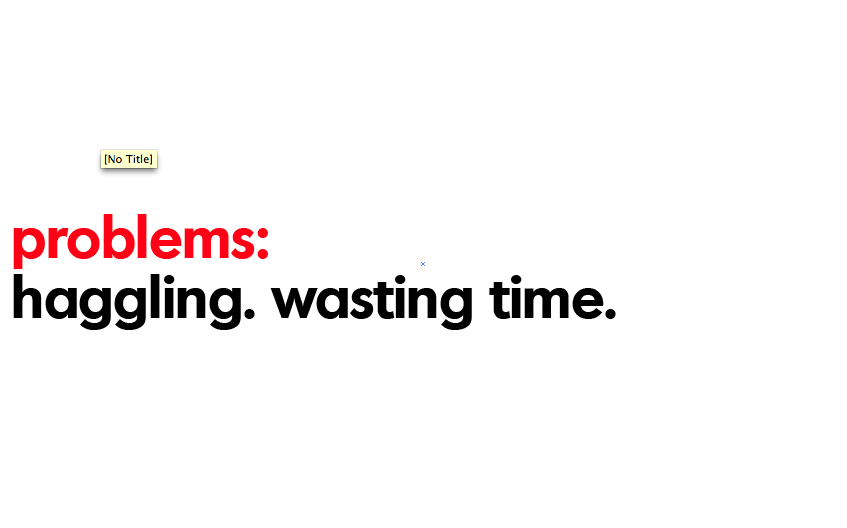 [No Title]
problems:
haggling. wasting time.